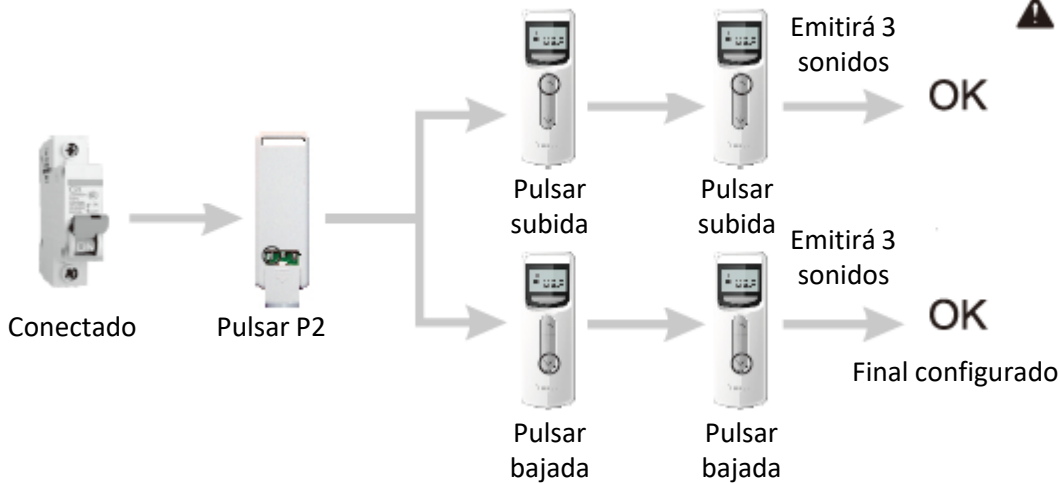 Emitirá 3
sonidos
OK
Pulsar
subida
Pulsar
subida
Conectado
Pulsar P2
Emitirá 3
sonidos
OK
Final configurado
Pulsar
bajada
Pulsar
bajada